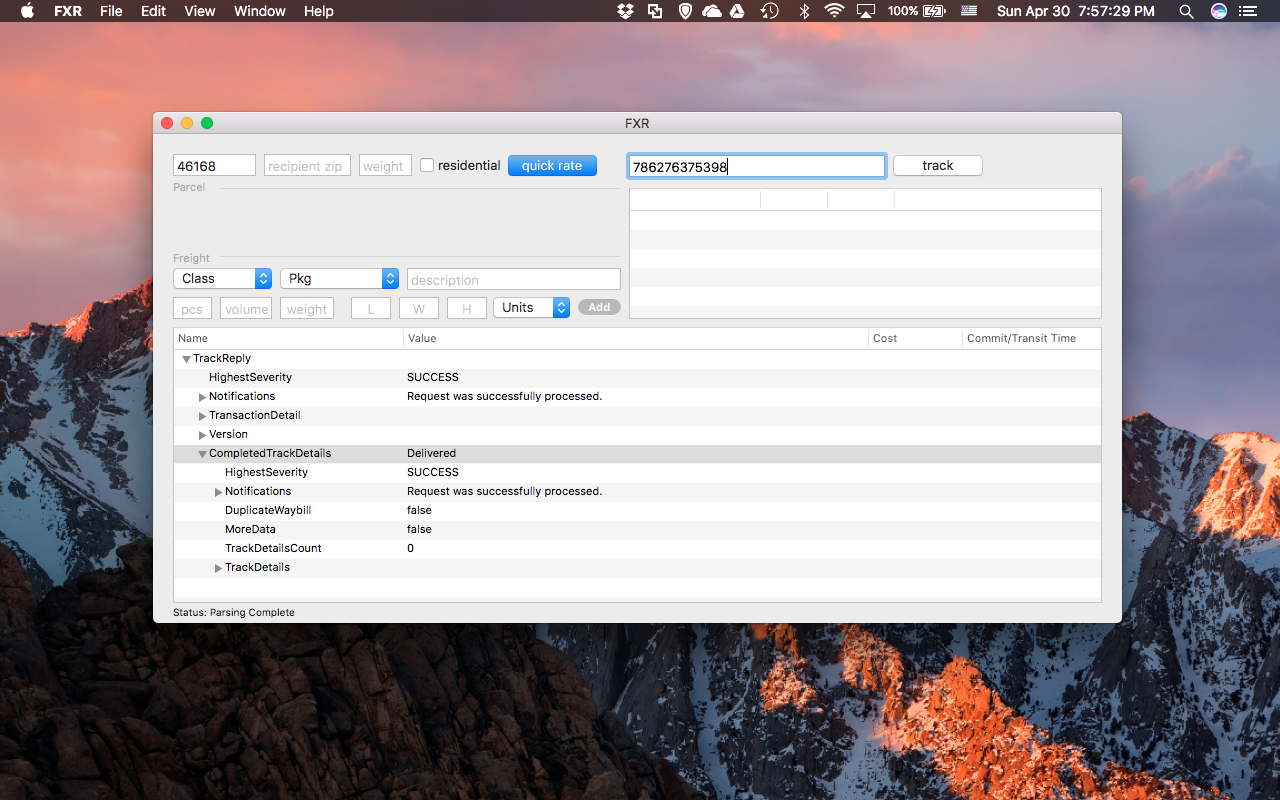 FXR File Edit View Window Help 100% Sun Apr 30 7:57:29 PM
FXR
46168 recipient zip weight residential quick rate 786276375398 track
Parcel
Freight
Class Pkg description
pcs volume weight L W H Units Add
Name Value Cost Commit/Transit Time
TrackReply
HighestSeverity SUCCESS
Notifications Request was successfully processed.
TransactionDetail
Version
CompletedTrackDetails Delivered
HighestSeverity SUCCESS
Notifications Request was successfully processed.
DuplicateWaybill false
MoreData false
TrackDetailsCount 0
TrackDetails
Status: Parsing Complete